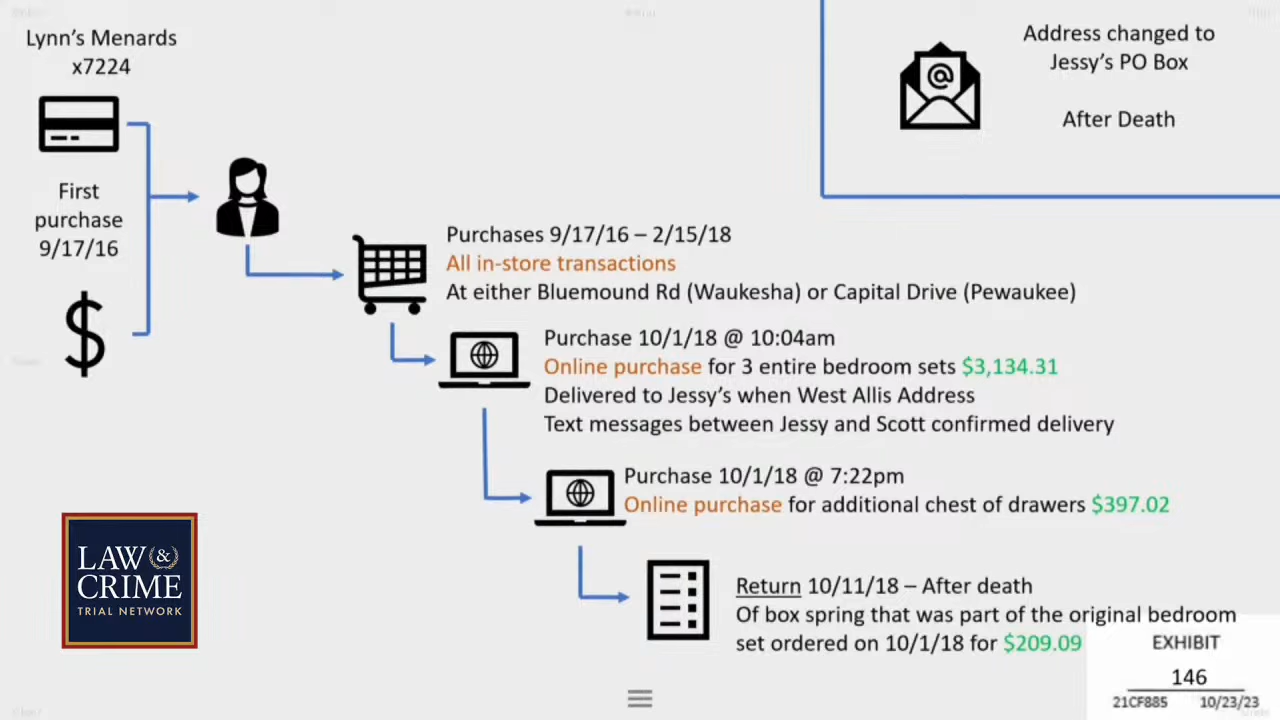 Lynn's Menards
x7224
First
purchase
9/17/16
$
@
Address changed to
Jessy's PO Box
After Death
Purchases 9/17/16 – 2/15/18
All in-store transactions
At either Bluemound Rd (Waukesha) or Capital Drive (Pewaukee)
Purchase 10/1/18 @ 10:04am
Online purchase for 3 entire bedroom sets $3,134.31
Delivered to Jessy's when West Allis Address
Text messages between Jessy and Scott confirmed delivery
Purchase 10/1/18 @ 7:22pm
Online purchase for additional chest of drawers $397.02
Return 10/11/18 – After death
Of box spring that was part of the original bedroom
set ordered on 10/1/18 for $209.09
LAW &
CRIME
TRIAL NETWORK
EXHIBIT
146
21CF885 10/23/23